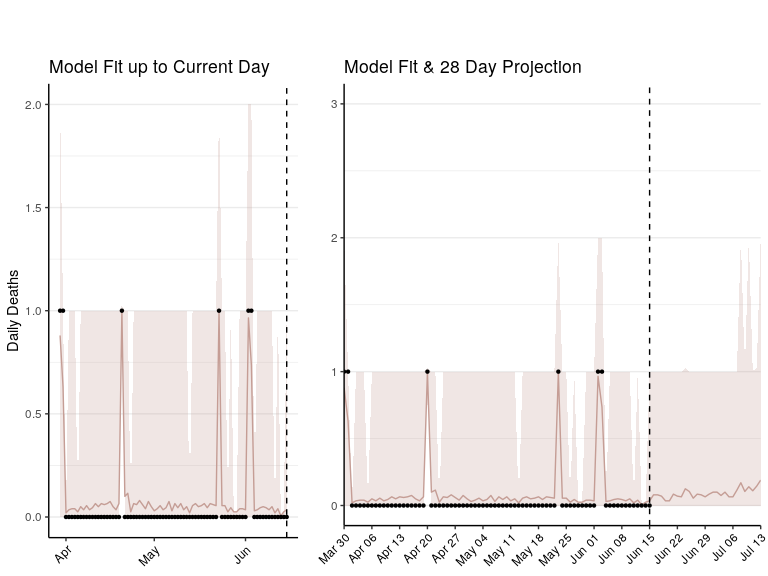 Model Fit up to Current Day
Model Fit & 28 Day Projection
Daily Deaths
2.0
1.5
1.0
0.5
0.0
Apr
May
Jun
3
2
1
0
Mar 30
Apr 06
Apr 13
Apr 20
Apr 27
May 04
May 11
May 18
May 25
Jun 01
Jun 08
Jun 15
Jun 22
Jun 29
Jul 06
Jul 13